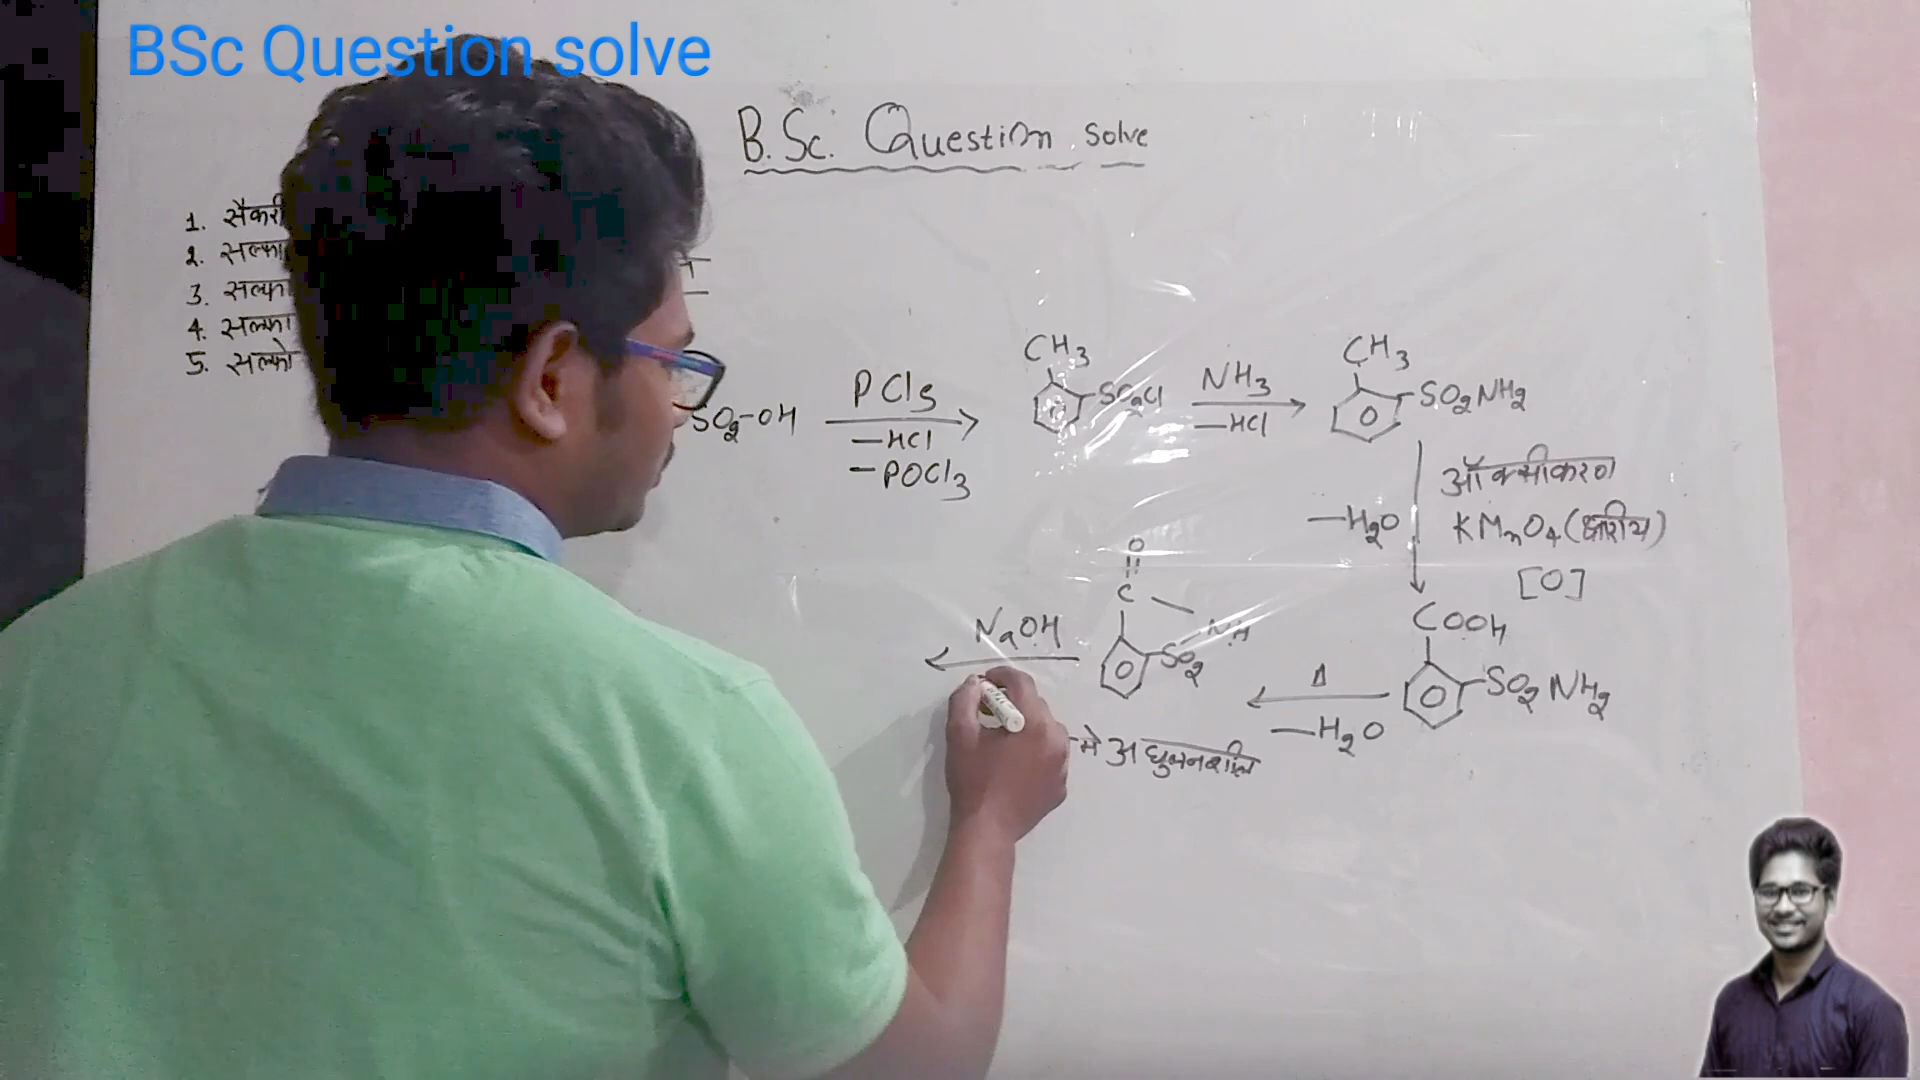 BSc Question solve
B.Sc. Question solve
1. सैकरी
2. सल्फा
3. सल्फा
4. सल्फा
5. सल्फो
SO2-OH
PCl5
-HCl
-POCl3
CH3
SO2Cl
NH3
-HCl
CH3
SO2NH2
ऑक्सीकरण
-H2O
KMnO4 (क्षारीय)
[O]
COOH
SO2NH2
Δ
-H2O
O
C
NH
SO2
NaOH
में अघुलनशील